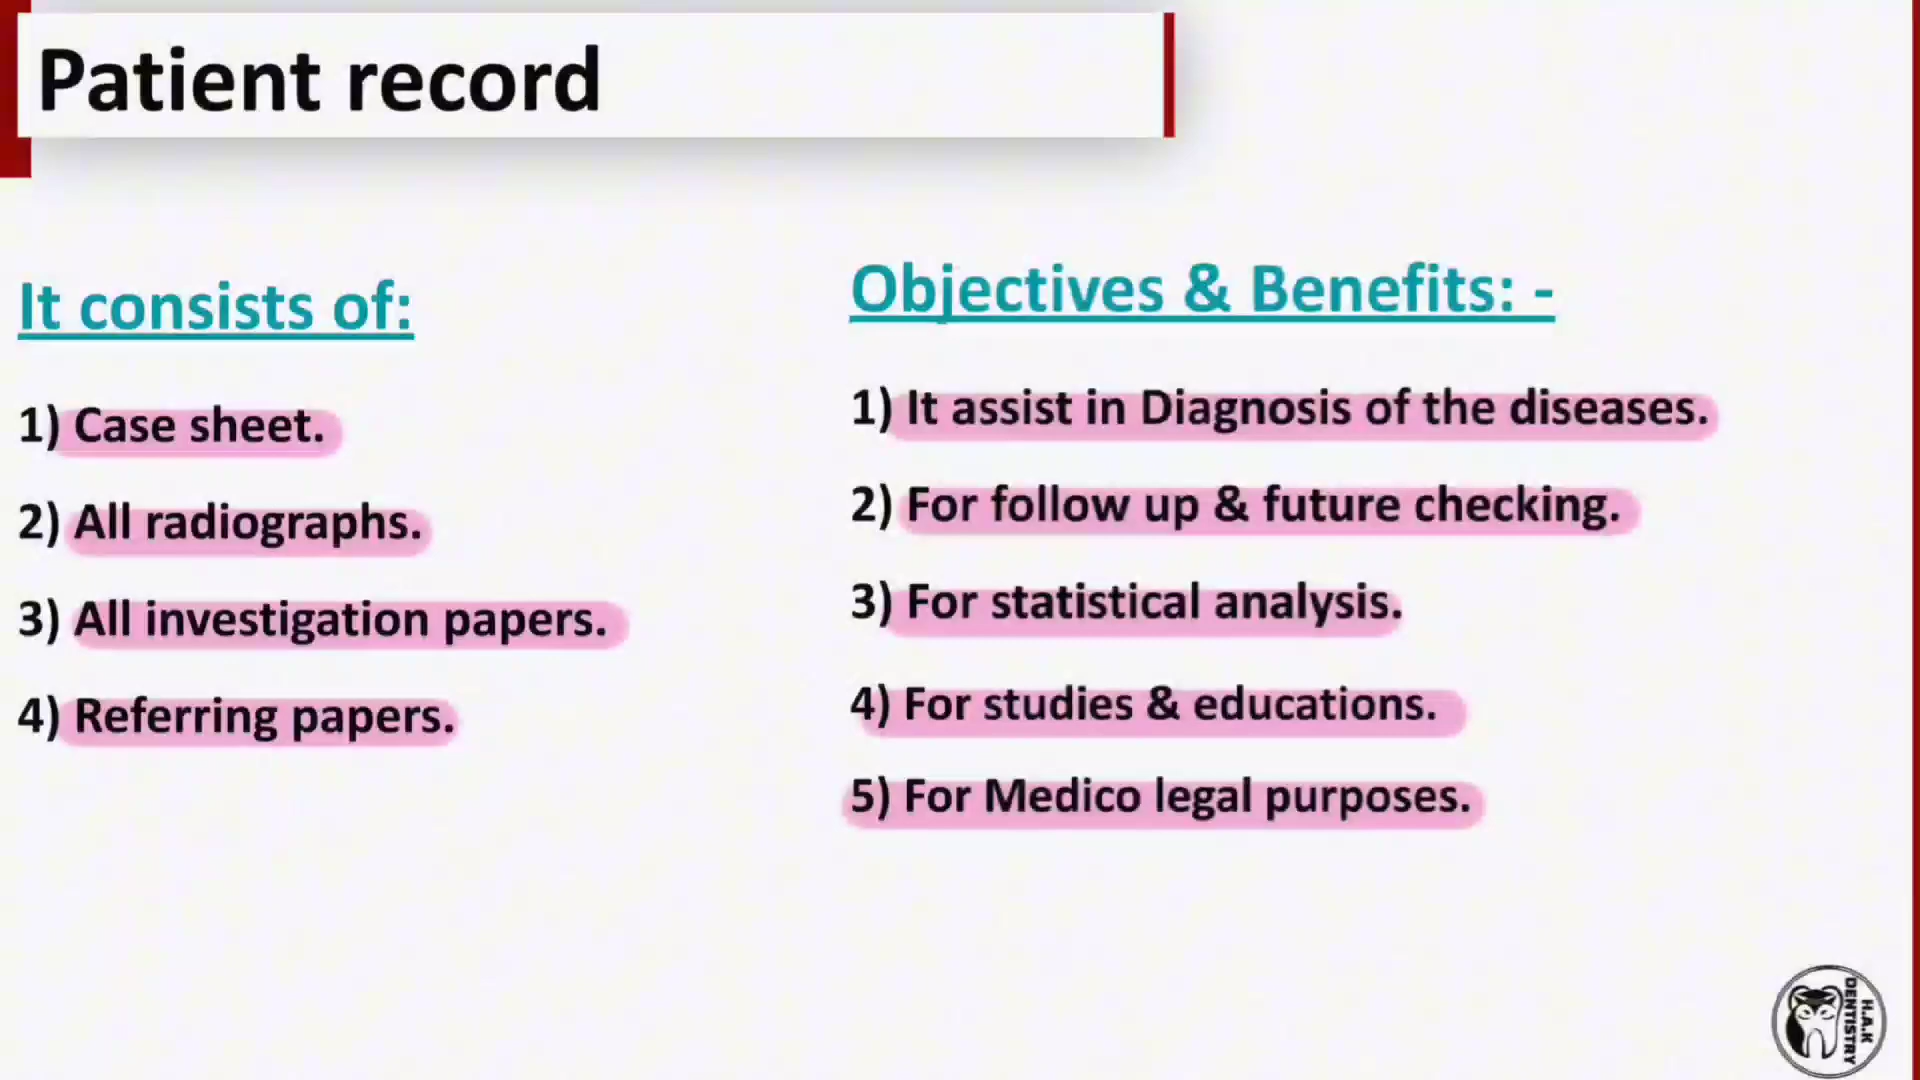 Patient record
It consists of:
1) Case sheet.
2) All radiographs.
3) All investigation papers.
4) Referring papers.
Objectives & Benefits: -
1) It assist in Diagnosis of the diseases.
2) For follow up & future checking.
3) For statistical analysis.
4) For studies & educations.
5) For Medico legal purposes.
H.A.K
DENTISTRY